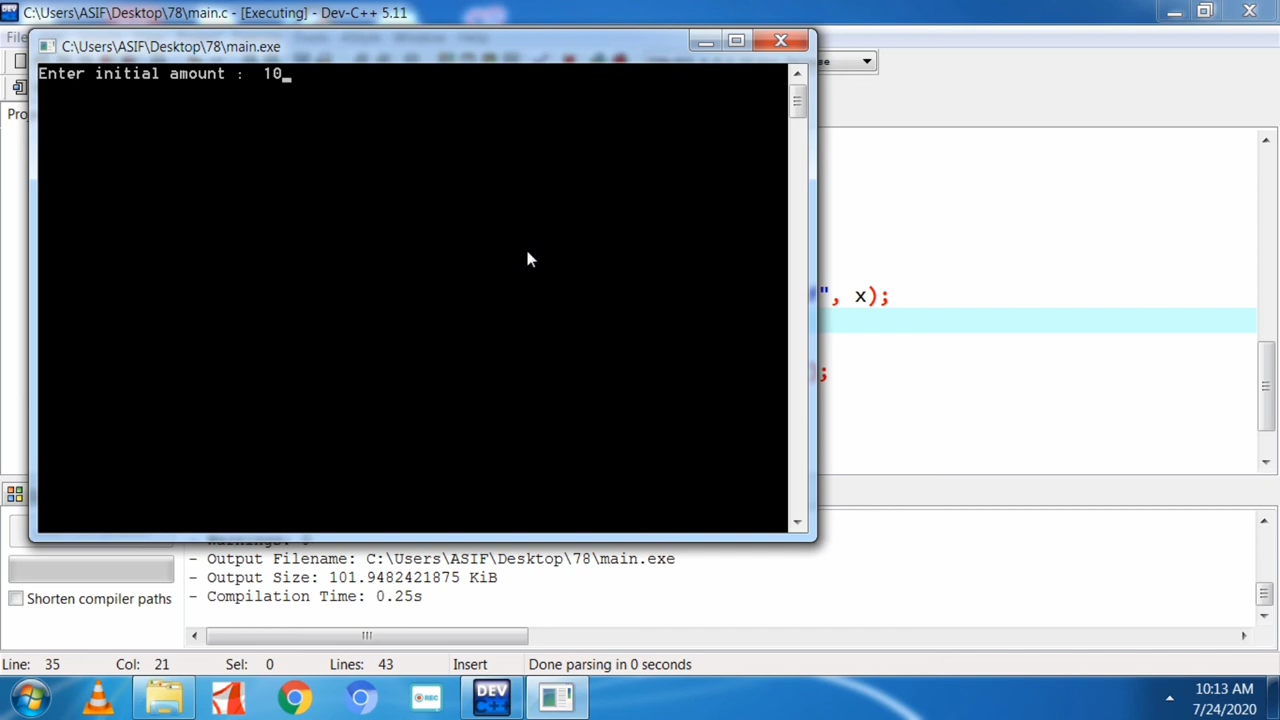 C:\Users\ASIF\Desktop\78\main.c - [Executing] - Dev-C++ 5.11
C:\Users\ASIF\Desktop\78\main.exe
Enter initial amount :  10_
", x);
;
- Output Filename: C:\Users\ASIF\Desktop\78\main.exe
- Output Size: 101.9482421875 KiB
- Compilation Time: 0.25s
Shorten compiler paths
Line: 35 Col: 21 Sel: 0 Lines: 43 Insert Done parsing in 0 seconds
REC
DEV C++
10:13 AM
7/24/2020